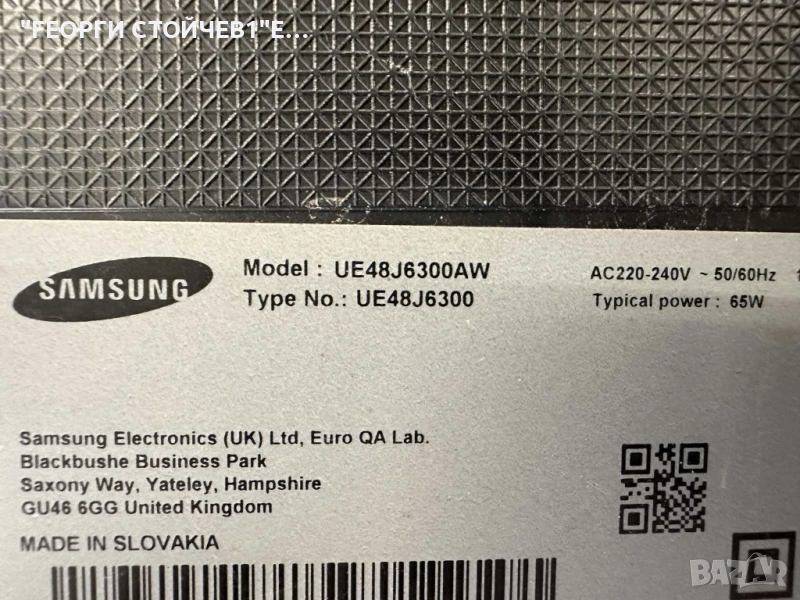 "ГЕОРГИ СТОЙЧЕВ1"Е...
SAMSUNG
Model : UE48J6300AW
Type No.: UE48J6300
AC220-240V ~ 50/60Hz
Typical power : 65W
Samsung Electronics (UK) Ltd, Euro QA Lab.
Blackbushe Business Park
Saxony Way, Yateley, Hampshire
GU46 6GG United Kingdom
MADE IN SLOVAKIA
BAZAR